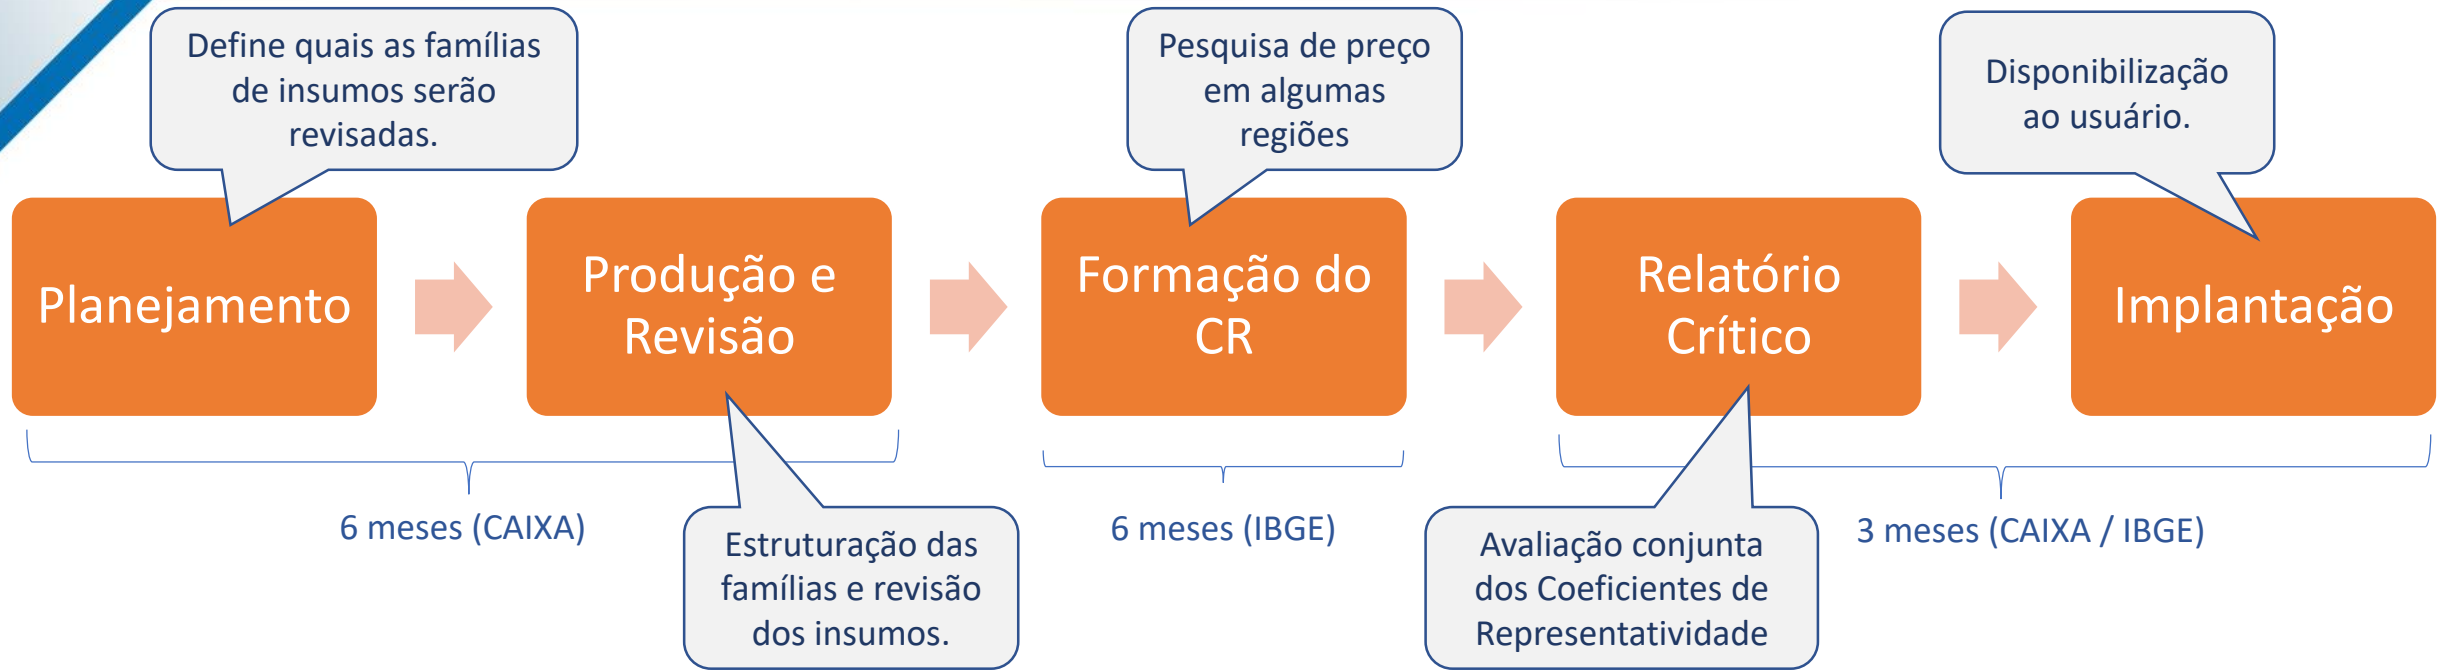 Define quais as famílias
de insumos serão
revisadas.
Pesquisa de preço
em algumas
regiões
Disponibilização
ao usuário.
Planejamento
Produção e
Revisão
Formação do
CR
Relatório
Crítico
Implantação
6 meses (CAIXA)
6 meses (IBGE)
3 meses (CAIXA / IBGE)
Estruturação das
famílias e revisão
dos insumos.
Avaliação conjunta
dos Coeficientes de
Representatividade